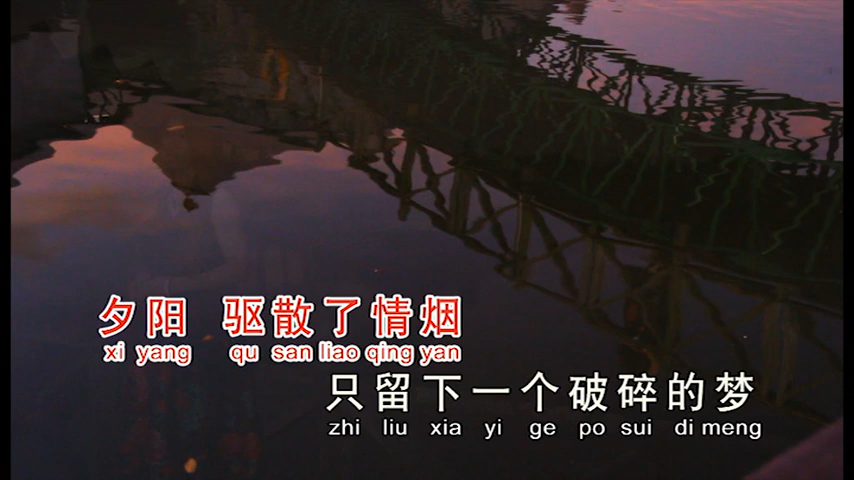 夕阳 驱散了情烟
xi yang qu san liao qing yan
只留下一个破碎的梦
zhi liu xia yi ge po sui di meng